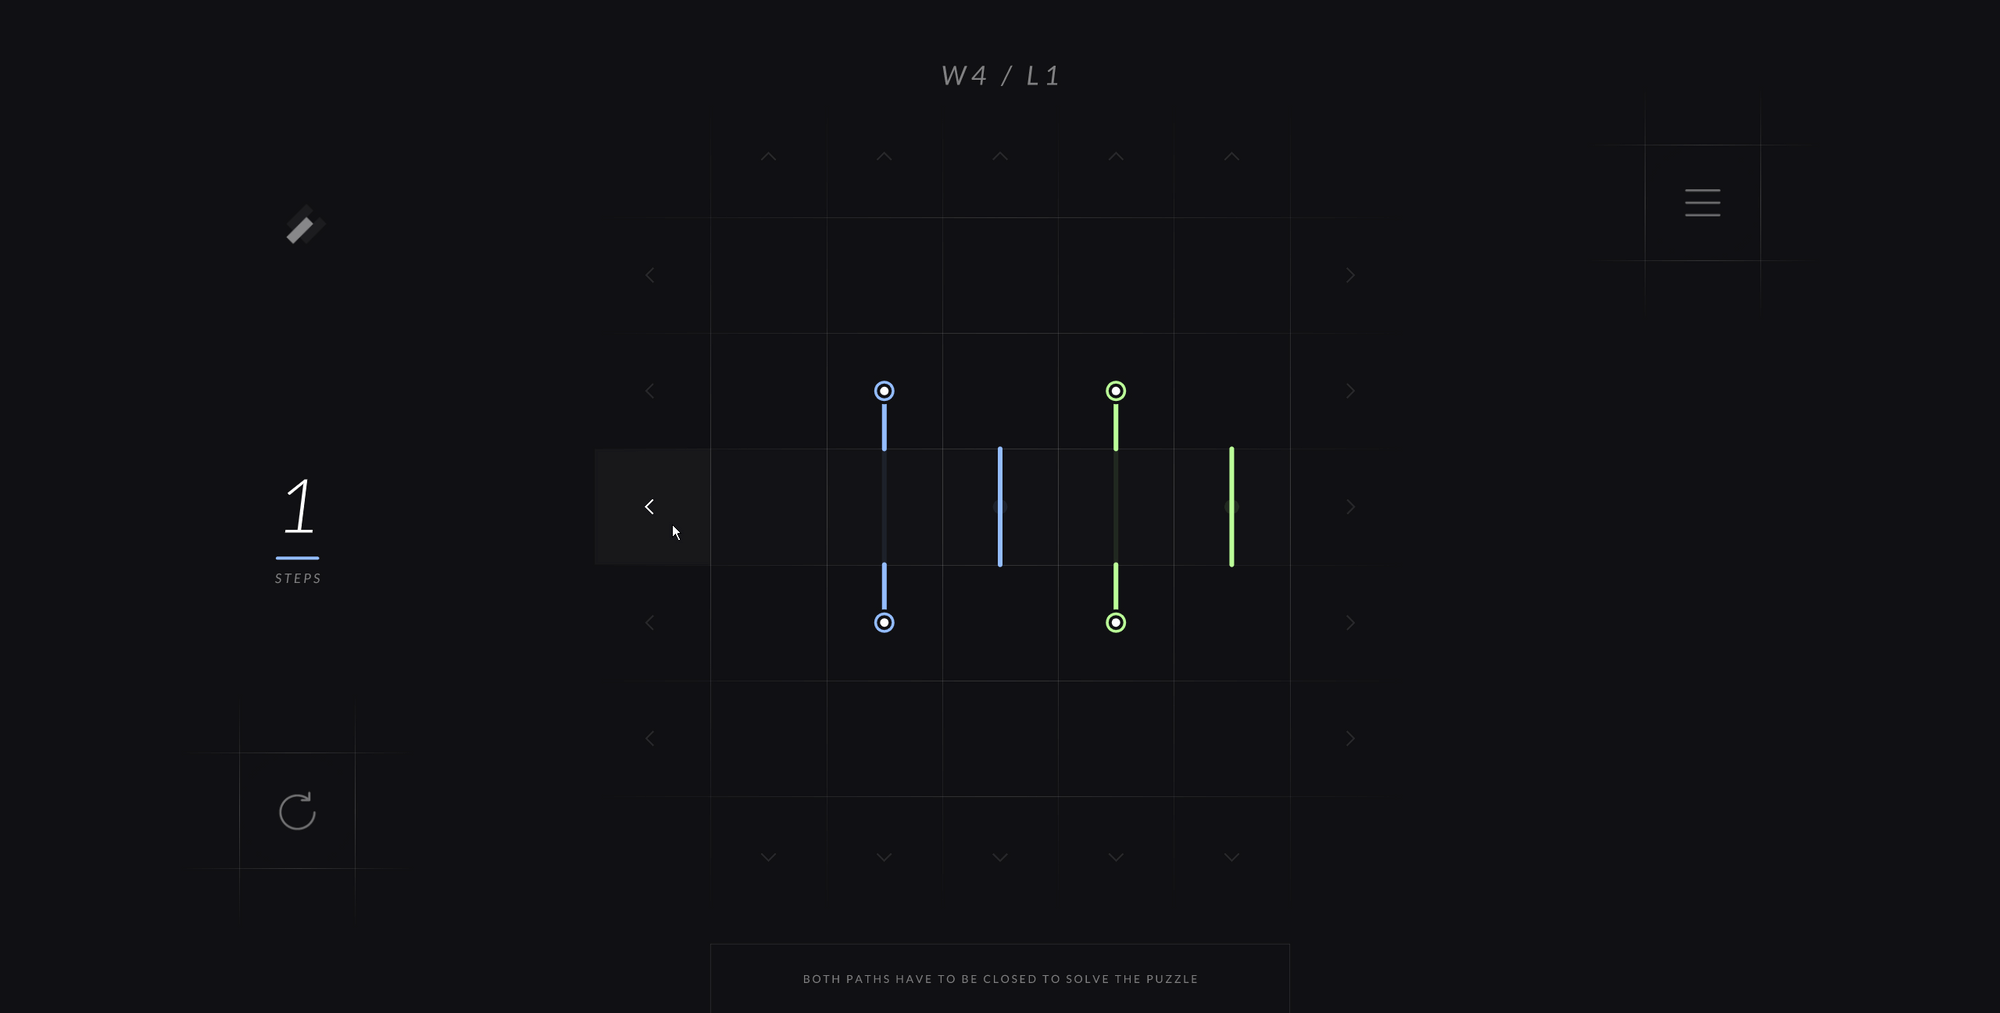 W4 / L1
1
STEPS
BOTH PATHS HAVE TO BE CLOSED TO SOLVE THE PUZZLE